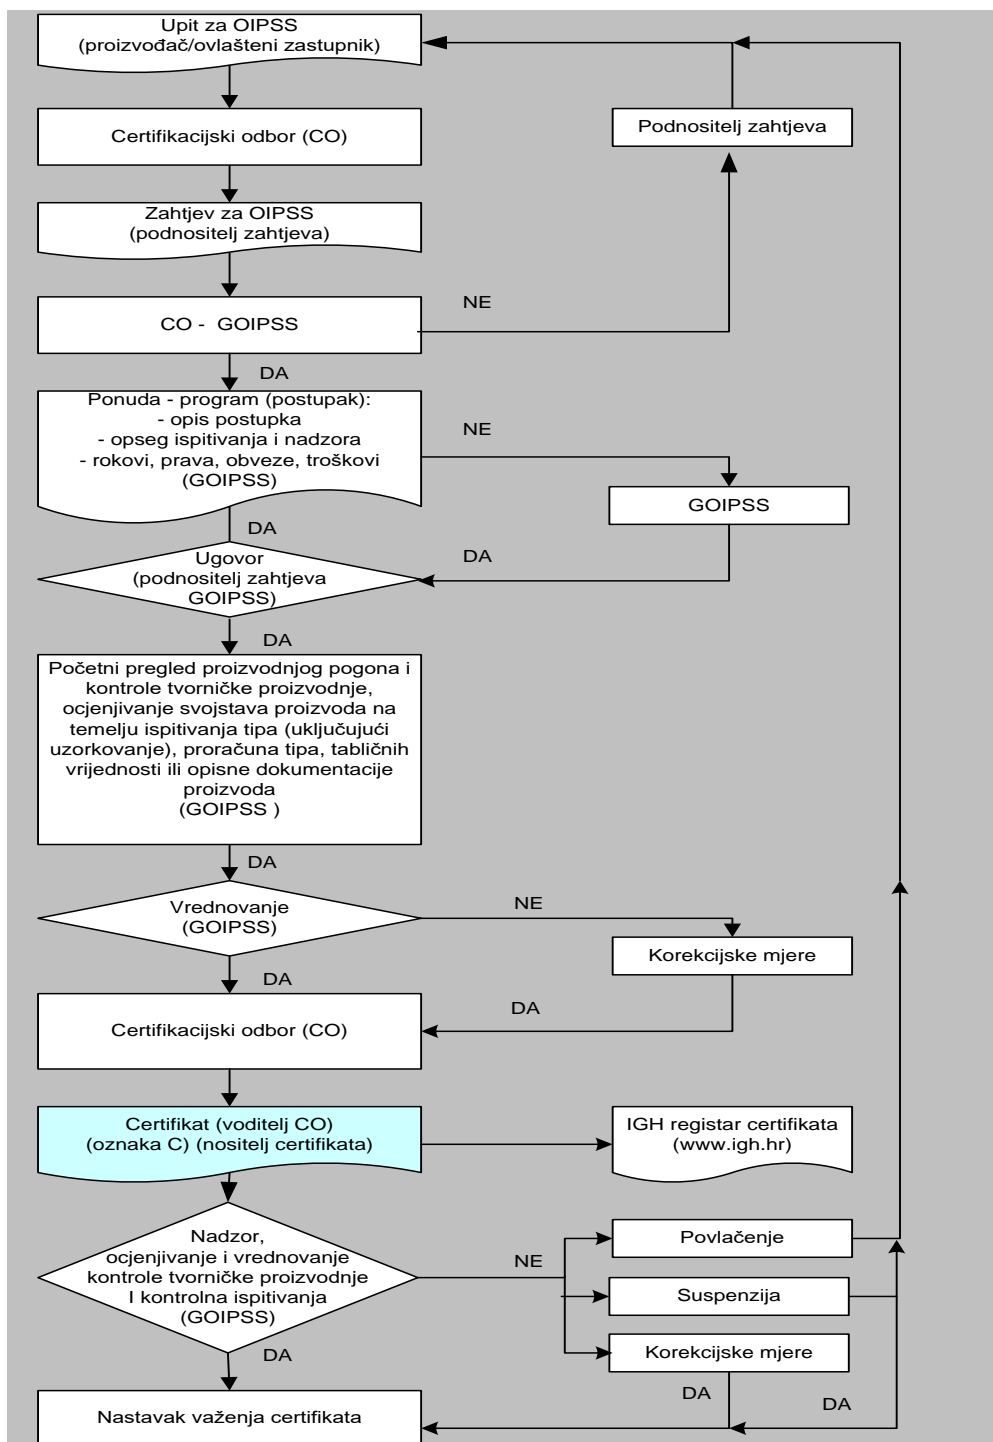 Upit za OIPSS
(proizvođač/ovlašteni zastupnik)
Certifikacijski odbor (CO)
Podnositelj zahtjeva
Zahtjev za OIPSS
(podnositelj zahtjeva)
NE
CO - GOIPSS
DA
Ponuda - program (postupak):
- opis postupka
- opseg ispitivanja i nadzora
- rokovi, prava, obveze, troškovi
(GOIPSS)
NE
GOIPSS
DA
DA
Ugovor
(podnositelj zahtjeva
GOIPSS)
DA
Početni pregled proizvodnjog pogona i
kontrole tvorničke proizvodnje,
ocjenjivanje svojstava proizvoda na
temelju ispitivanja tipa (uključujući
uzorkovanje), proračuna tipa, tabličnih
vrijednosti ili opisne dokumentacije
proizvoda
(GOIPSS )
DA
Vrednovanje
(GOIPSS)
NE
Korekcijske mjere
DA
DA
Certifikacijski odbor (CO)
Certifikat (voditelj CO)
(oznaka C) (nositelj certifikata)
IGH registar certifikata
(www.igh.hr)
Nadzor,
ocjenjivanje i vrednovanje
kontrole tvorničke proizvodnje
I kontrolna ispitivanja
(GOIPSS)
NE
Povlačenje
Suspenzija
Korekcijske mjere
DA
DA
DA
Nastavak važenja certifikata